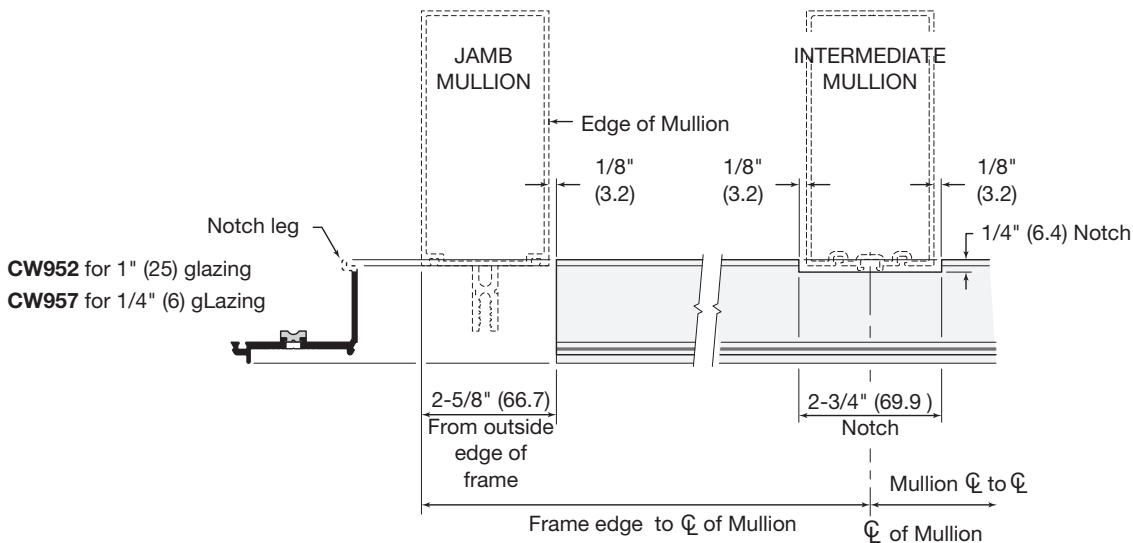 JAMB
MULLION
INTERMEDIATE
MULLION
Edge of Mullion
1/8"
(3.2)
1/8"
(3.2)
1/8"
(3.2)
Notch leg
1/4" (6.4) Notch
CW952 for 1" (25) glazing
CW957 for 1/4" (6) gLazing
2-5/8" (66.7)
From outside
edge of
frame
2-3/4" (69.9 )
Notch
Mullion ℄ to ℄
Frame edge to ℄ of Mullion
℄ of Mullion